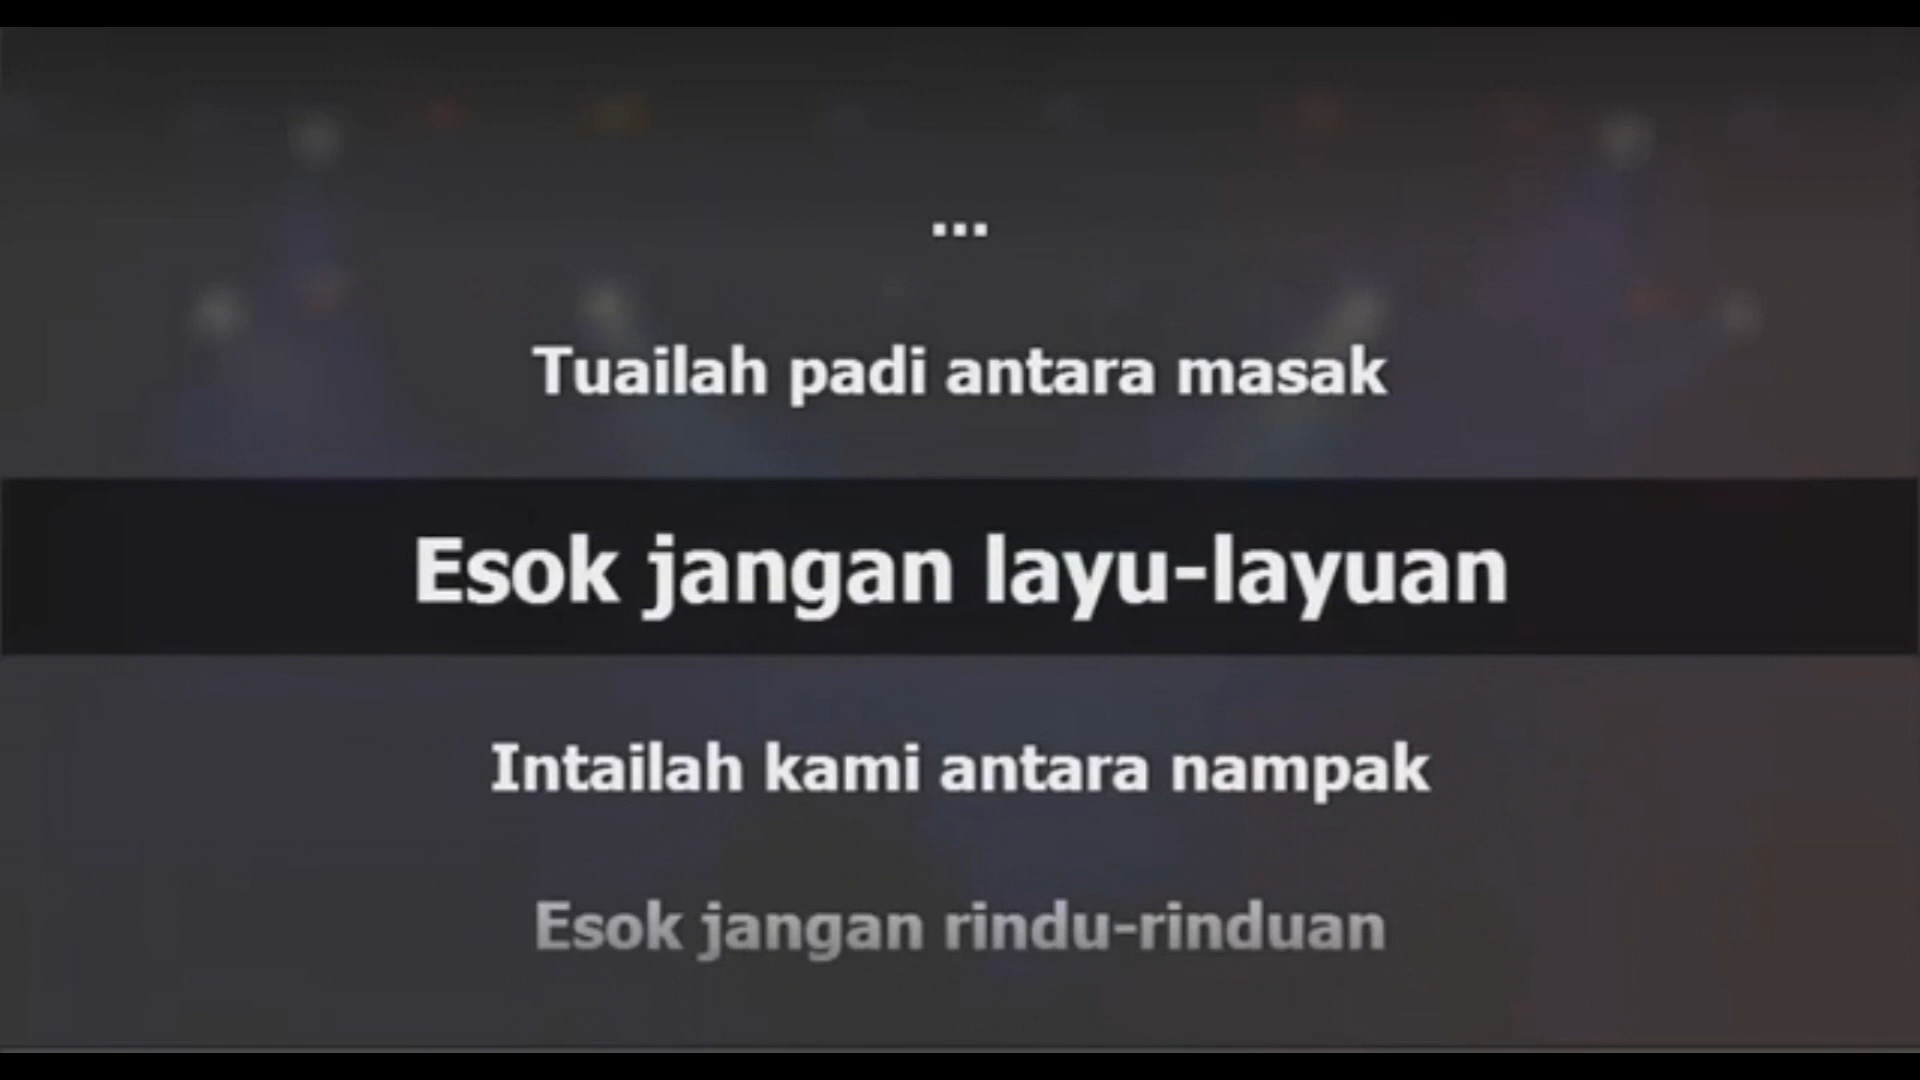 ...
Tuailah padi antara masak
Esok jangan layu-layuan
Intailah kami antara nampak
Esok jangan rindu-rinduan